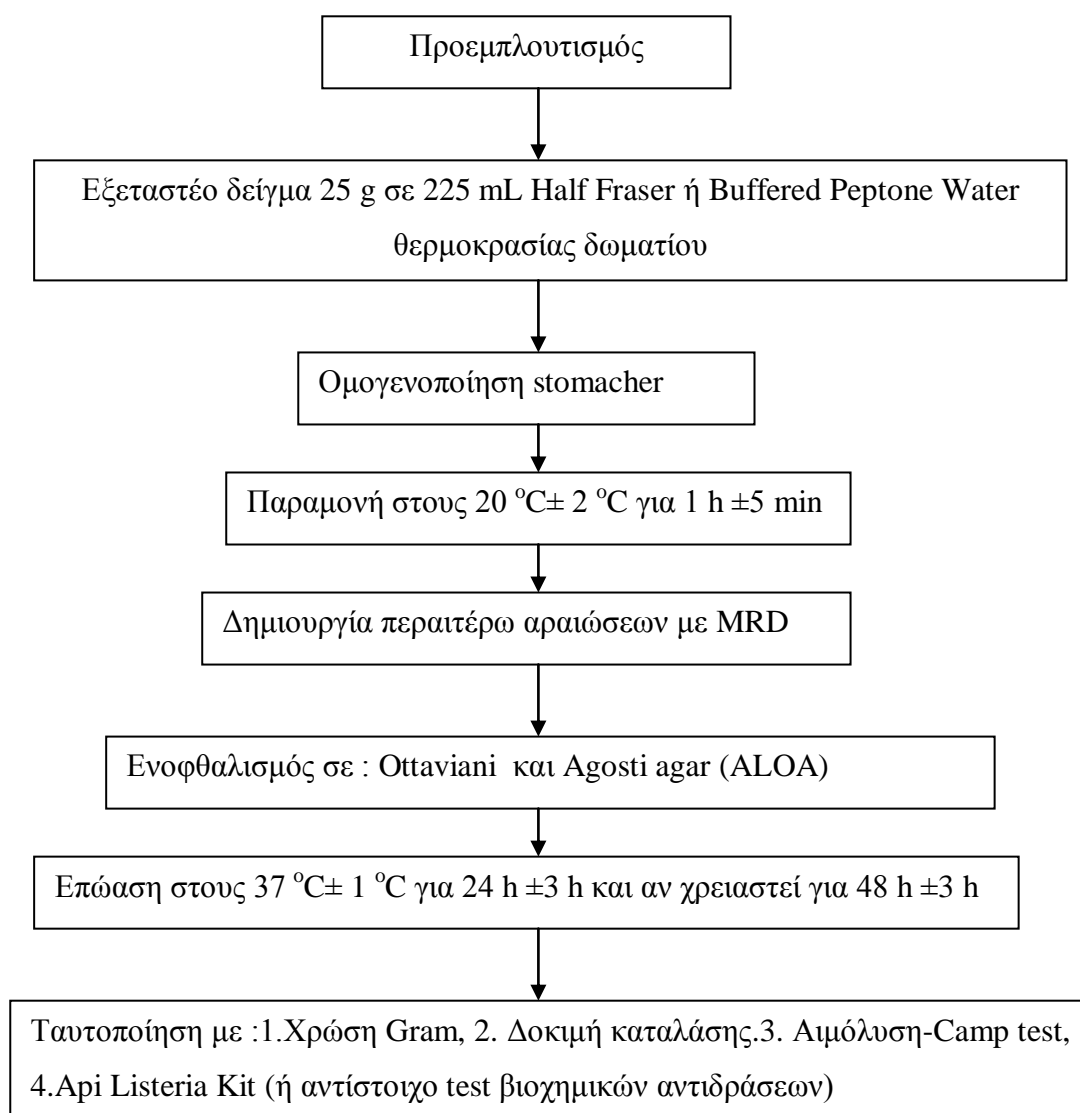 Προεμπλουτισμός
Εξεταστέο δείγμα 25 g σε 225 mL Half Fraser ή Buffered Peptone Water
θερμοκρασίας δωματίου
Ομογενοποίηση stomacher
Παραμονή στους 20 °C± 2 °C για 1 h ±5 min
Δημιουργία περαιτέρω αραιώσεων με MRD
Ενοφθαλισμός σε : Ottaviani και Agosti agar (ALOA)
Επώαση στους 37 °C± 1 °C για 24 h ±3 h και αν χρειαστεί για 48 h ±3 h
Ταυτοποίηση με :1.Χρώση Gram, 2. Δοκιμή καταλάσης.3. Αιμόλυση-Camp test,
4.Api Listeria Kit (ή αντίστοιχο test βιοχημικών αντιδράσεων)